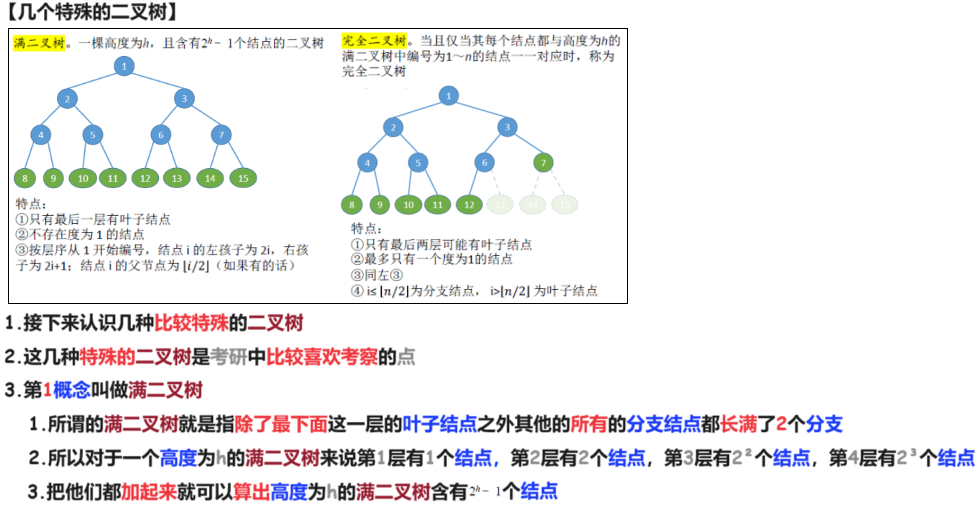 【几个特殊的二叉树】
满二叉树。一棵高度为h，且含有2ʰ − 1个结点的二叉树
1
2 3
4 5 6 7
8 9 10 11 12 13 14 15
特点：
①只有最后一层有叶子结点
②不存在度为 1 的结点
③按层序从 1 开始编号，结点 i 的左孩子为 2i，右孩
子为 2i+1；结点 i 的父节点为 ⌊i/2⌋（如果有的话）
完全二叉树。当且仅当其每个结点都与高度为h的
满二叉树中编号为1～n的结点一一对应时，称为
完全二叉树
1
2 3
4 5 6 7
8 9 10 11 12 13 14 15
特点：
①只有最后两层可能有叶子结点
②最多只有一个度为1的结点
③同左③
④ i≤ ⌊n/2⌋为分支结点， i>⌊n/2⌋ 为叶子结点
1.接下来认识几种比较特殊的二叉树
2.这几种特殊的二叉树是考研中比较喜欢考察的点
3.第1概念叫做满二叉树
1.所谓的满二叉树就是指除了最下面这一层的叶子结点之外其他的所有的分支结点都长满了2个分支
2.所以对于一个高度为h的满二叉树来说第1层有1个结点，第2层有2个结点，第3层有2²个结点，第4层有2³个结点
3.把他们都加起来就可以算出高度为h的满二叉树含有2ʰ − 1个结点